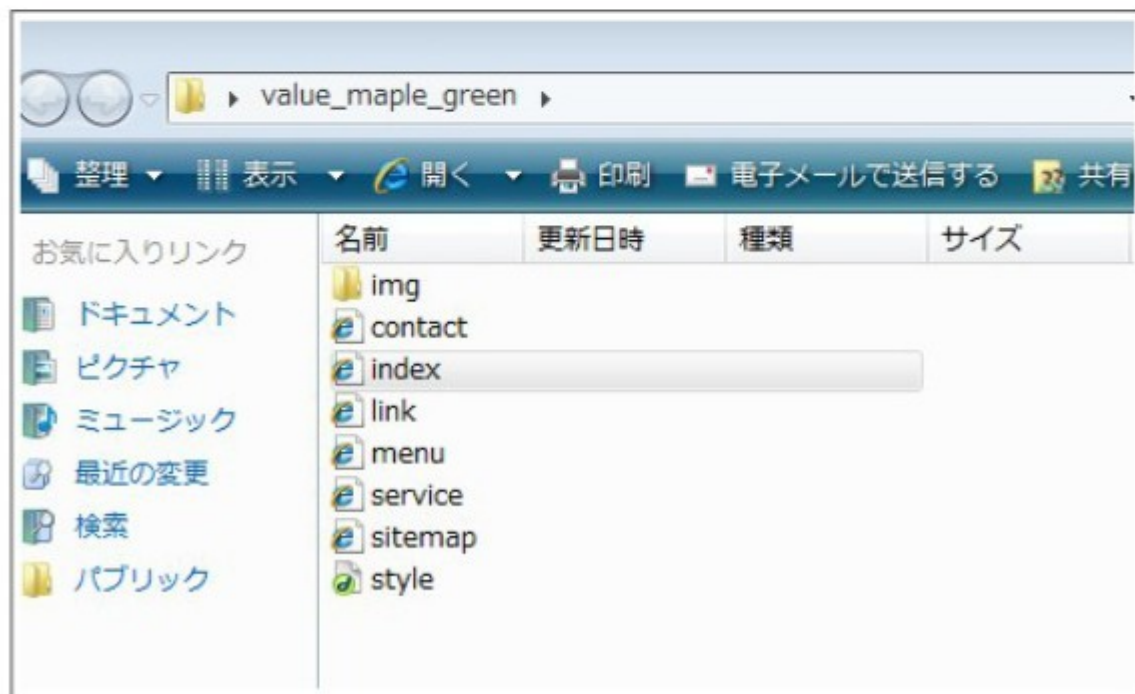 value_maple_green
整理 表示 開く 印刷 電子メールで送信する 共有
お気に入りリンク
ドキュメント
ピクチャ
ミュージック
最近の変更
検索
パブリック
名前 更新日時 種類 サイズ
img
contact
index
link
menu
service
sitemap
style